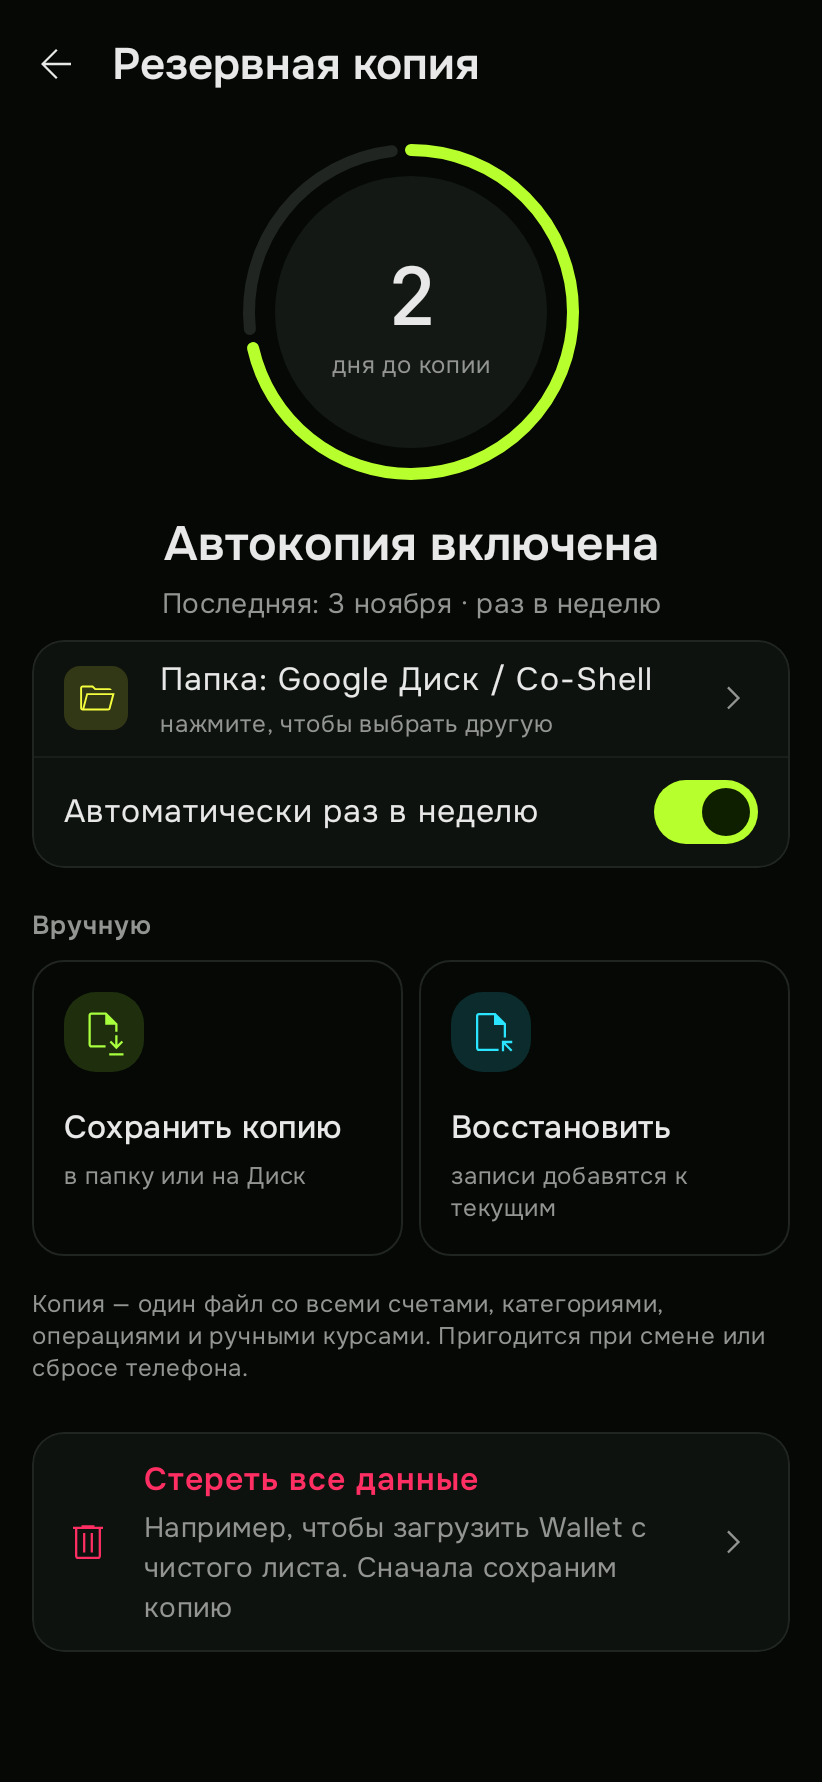 Резервная копия
2
дня до копии
Автокопия включена
Последняя: 3 ноября · раз в неделю
Папка: Google Диск / Co-Shell
нажмите, чтобы выбрать другую
Автоматически раз в неделю
Вручную
Сохранить копию
в папку или на Диск
Восстановить
записи добавятся к
текущим
Копия — один файл со всеми счетами, категориями,
операциями и ручными курсами. Пригодится при смене или
сбросе телефона.
Стереть все данные
Например, чтобы загрузить Wallet с
чистого листа. Сначала сохраним
копию